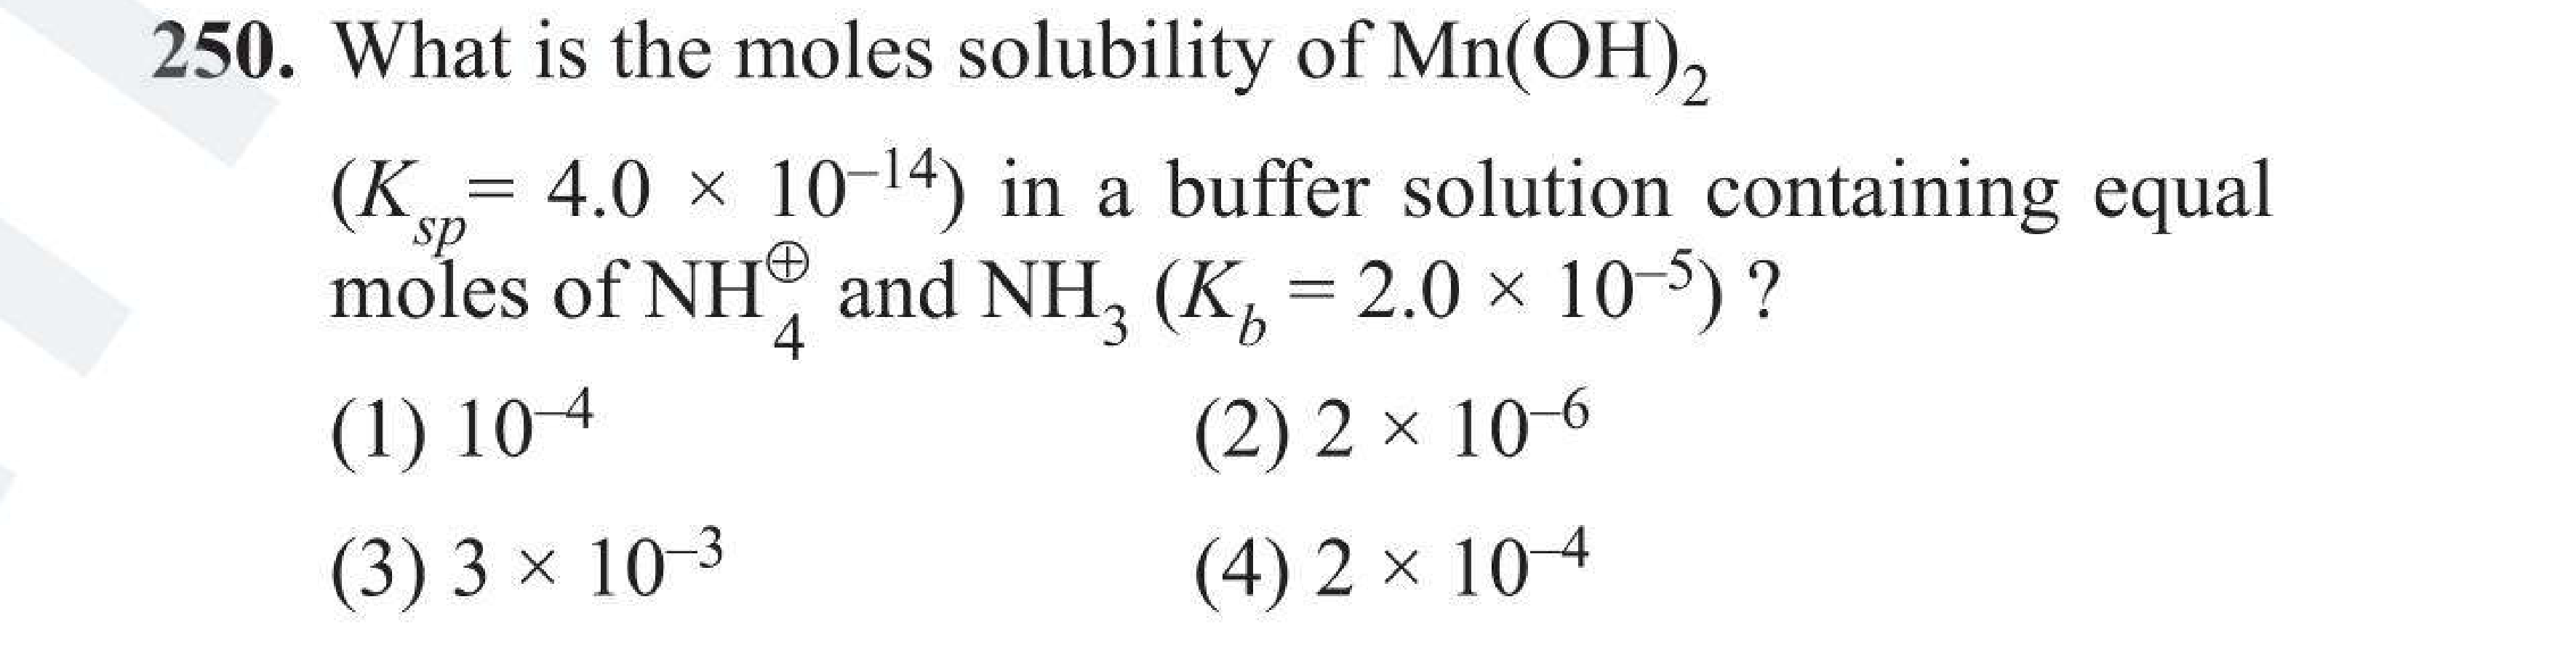 250. What is the moles solubility of Mn(OH)₂
(Kₛₚ = 4.0 × 10⁻¹⁴) in a buffer solution containing equal
moles of NH₄⊕ and NH₃ (K_b = 2.0 × 10⁻⁵) ?
(1) 10⁻⁴ (2) 2 × 10⁻⁶
(3) 3 × 10⁻³ (4) 2 × 10⁻⁴